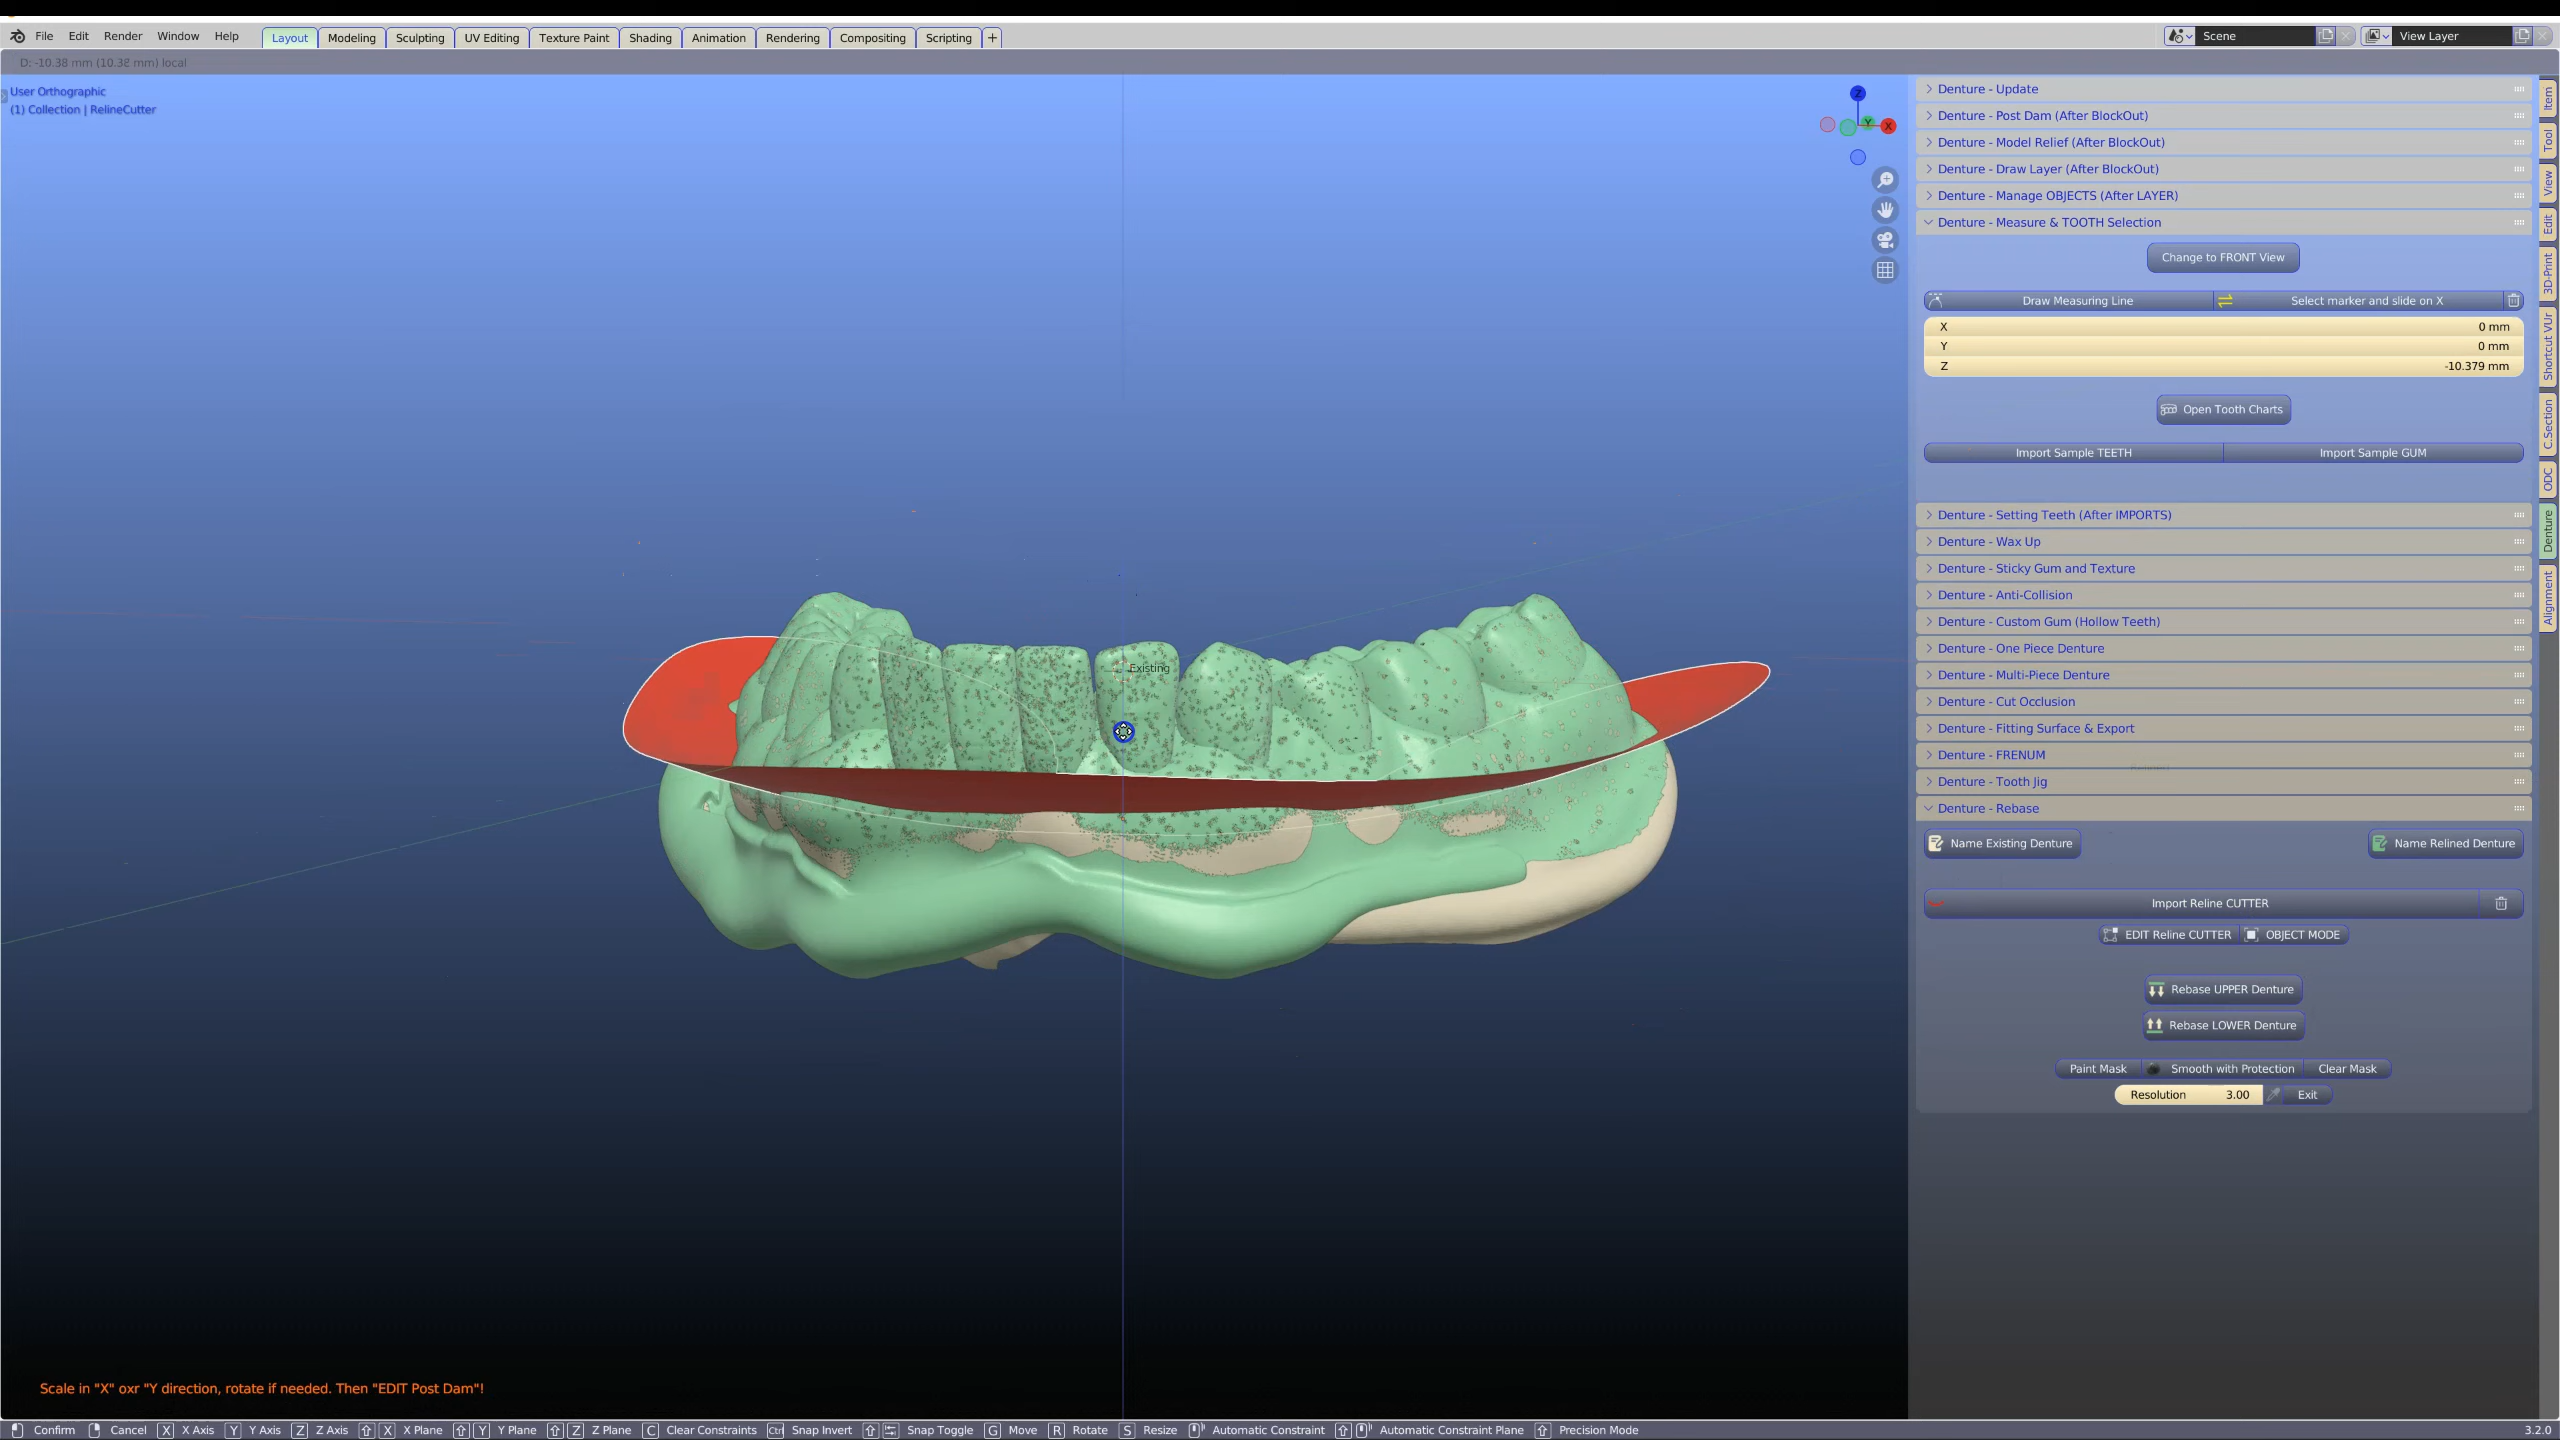 File Edit Render Window Help Layout Modeling Sculpting UV Editing Texture Paint Shading Animation Rendering Compositing Scripting + Scene View Layer
D: -10.38 mm (10.38 mm) local
User Orthographic
(1) Collection | RelineCutter
Z
Y
X
Existing
Scale in "X" oxr "Y direction, rotate if needed. Then "EDIT Post Dam"!
Denture - Update
Denture - Post Dam (After BlockOut)
Denture - Model Relief (After BlockOut)
Denture - Draw Layer (After BlockOut)
Denture - Manage OBJECTS (After LAYER)
Denture - Measure & TOOTH Selection
Change to FRONT View
Draw Measuring Line Select marker and slide on X
X 0 mm
Y 0 mm
Z -10.379 mm
Open Tooth Charts
Import Sample TEETH Import Sample GUM
Denture - Setting Teeth (After IMPORTS)
Denture - Wax Up
Denture - Sticky Gum and Texture
Denture - Anti-Collision
Denture - Custom Gum (Hollow Teeth)
Denture - One Piece Denture
Denture - Multi-Piece Denture
Denture - Cut Occlusion
Denture - Fitting Surface & Export
Denture - FRENUM
Denture - Tooth Jig
Denture - Rebase
Name Existing Denture Name Relined Denture
Import Reline CUTTER
EDIT Reline CUTTER OBJECT MODE
Rebase UPPER Denture
Rebase LOWER Denture
Paint Mask Smooth with Protection Clear Mask
Resolution 3.00 Exit
Item
Tool
View
Edit
3D-Print
Shortcut VUr
C.Section
ODC
Denture
Alignment
Confirm Cancel X X Axis Y Y Axis Z Z Axis X X Plane Y Y Plane Z Z Plane C Clear Constraints Ctrl Snap Invert Snap Toggle G Move R Rotate S Resize Automatic Constraint Automatic Constraint Plane Precision Mode 3.2.0